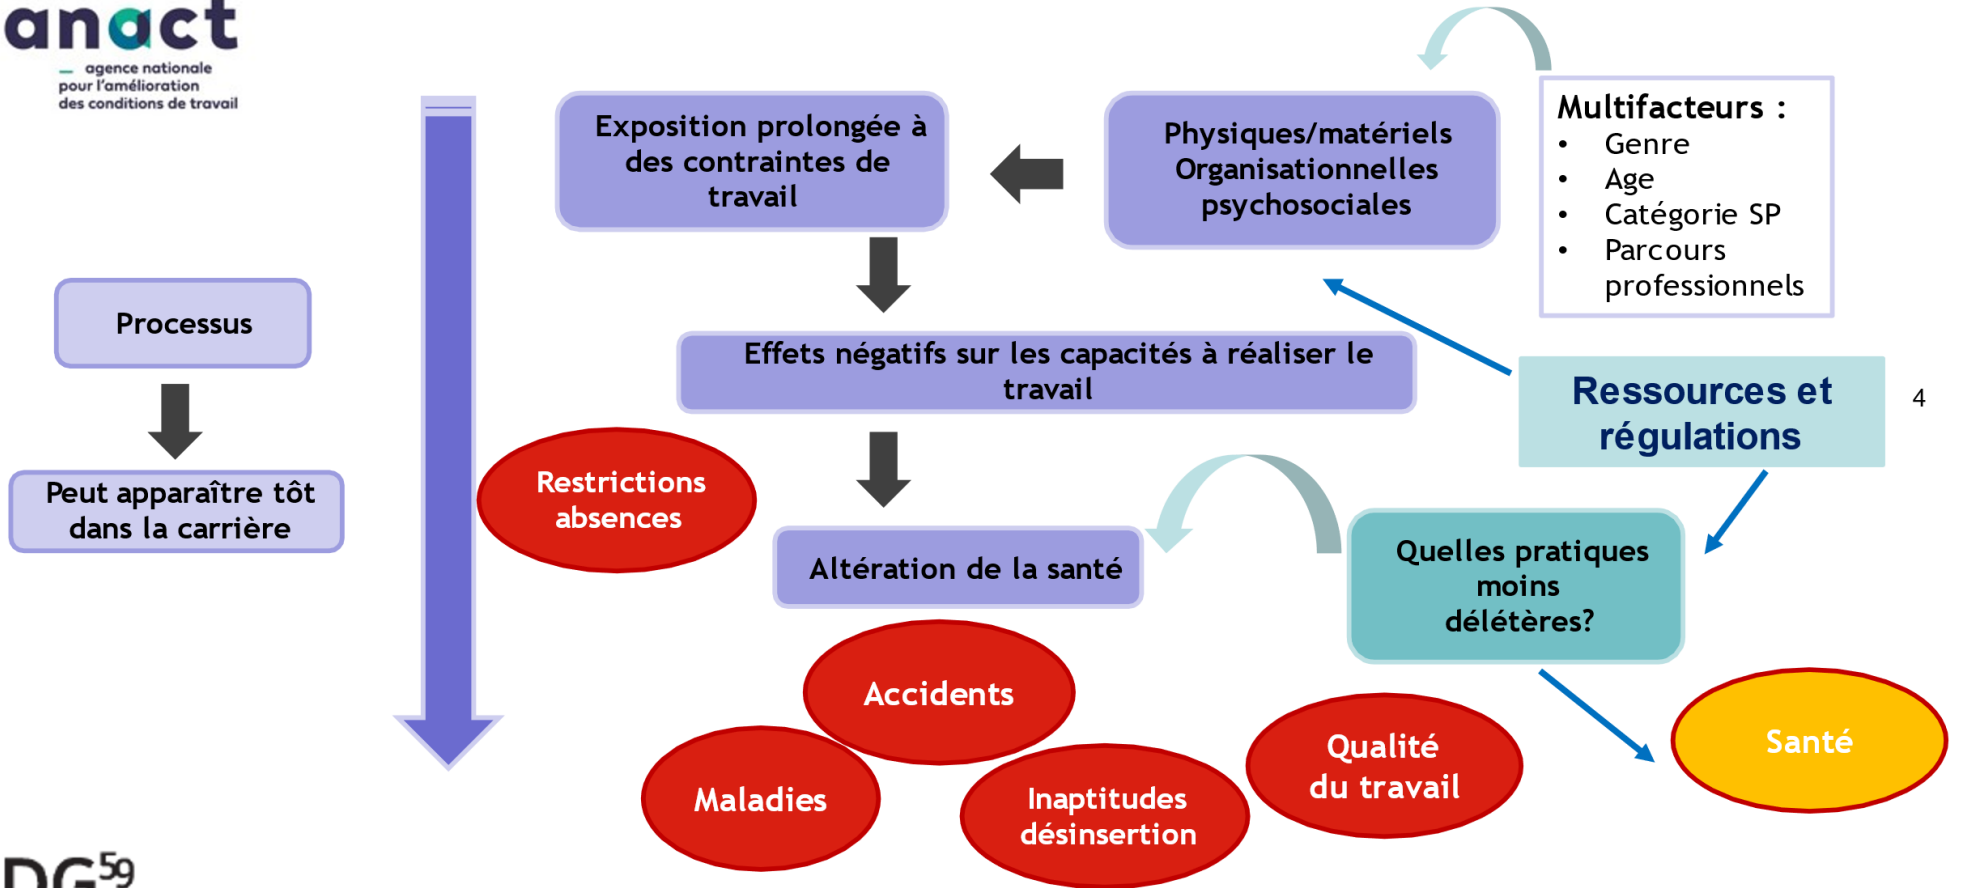 anact
agence nationale
pour l'amélioration
des conditions de travail
Processus
Peut apparaître tôt
dans la carrière
Exposition prolongée à
des contraintes de
travail
Physiques/matériels
Organisationnelles
psychosociales
Multifacteurs :
• Genre
• Age
• Catégorie SP
• Parcours
professionnels
Effets négatifs sur les capacités à réaliser le
travail
Ressources et
régulations
4
Restrictions
absences
Altération de la santé
Quelles pratiques
moins
délétères?
Accidents
Maladies
Inaptitudes
désinsertion
Qualité
du travail
Santé
DG59